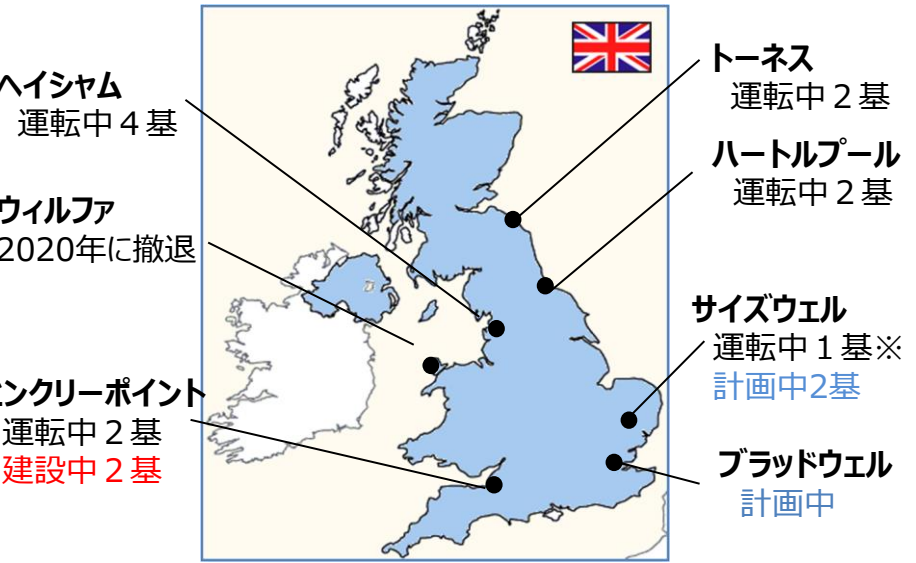 ヘイシャム
運転中４基
ウィルファ
2020年に撤退
ンクリーポイント
運転中２基
建設中２基
トーネス
運転中２基
ハートルプール
運転中２基
サイズウェル
運転中１基※
計画中2基
ブラッドウェル
計画中